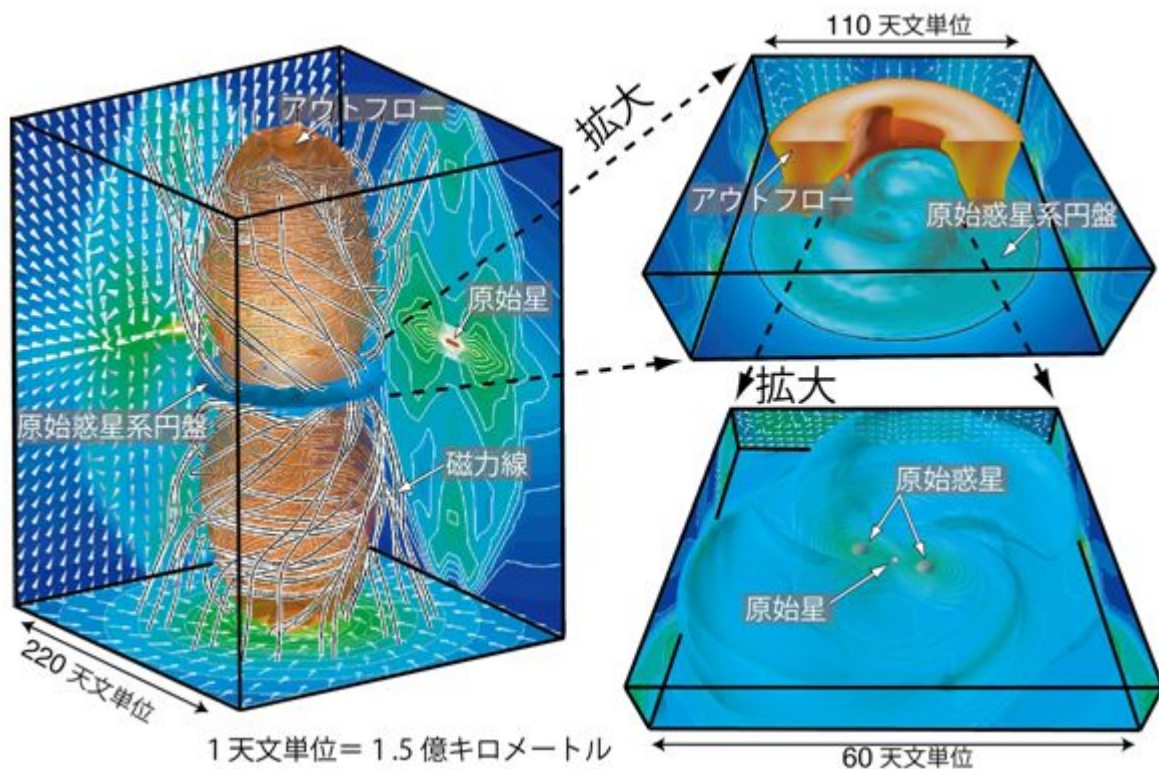 アウトフロー
原始星
原始惑星系円盤
磁力線
220 天文単位
1天文単位＝ 1.5 億キロメートル
拡大
110 天文単位
アウトフロー
原始惑星系円盤
拡大
原始惑星
原始星
60 天文単位